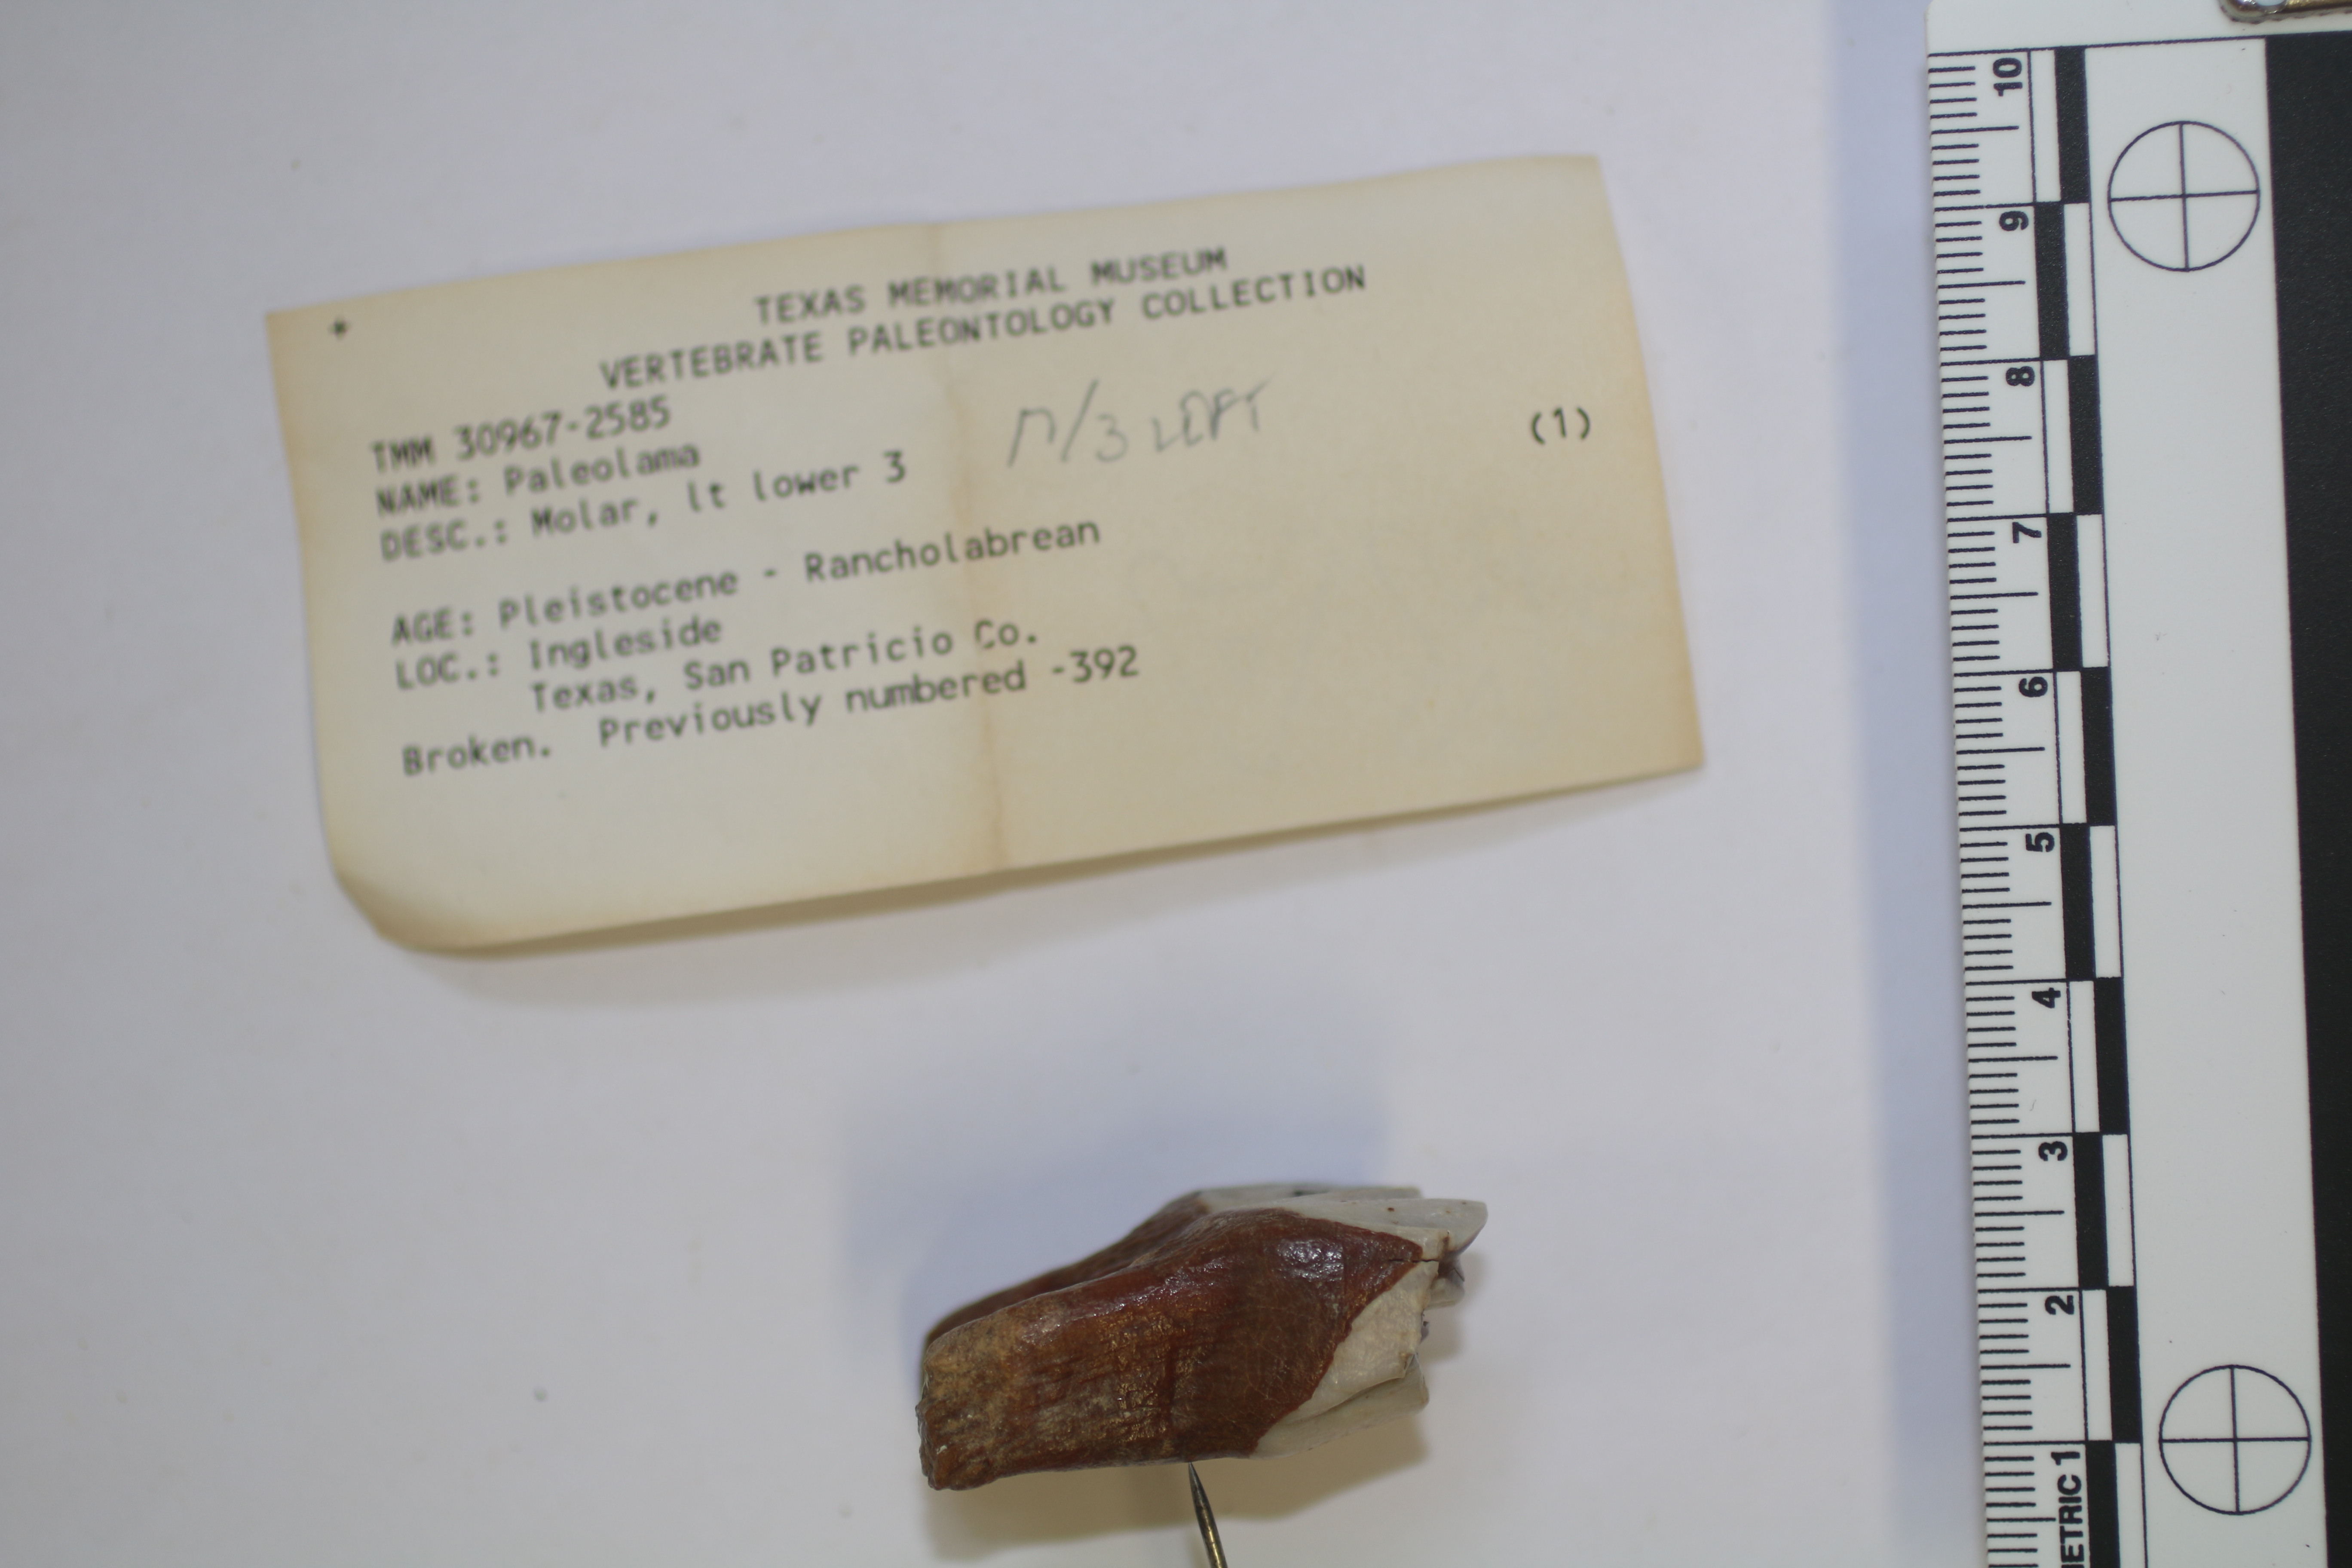 *
TEXAS MEMORIAL MUSEUM
VERTEBRATE PALEONTOLOGY COLLECTION
TMM 30967-2585
NAME: Paleolama
DESC.: Molar, lt lower 3
(1)
M/3 LEFT
AGE: Pleistocene - Rancholabrean
LOC.: Ingleside
Texas, San Patricio Co.
Broken. Previously numbered -392
10
9
8
7
6
5
4
3
2
ETRIC 1